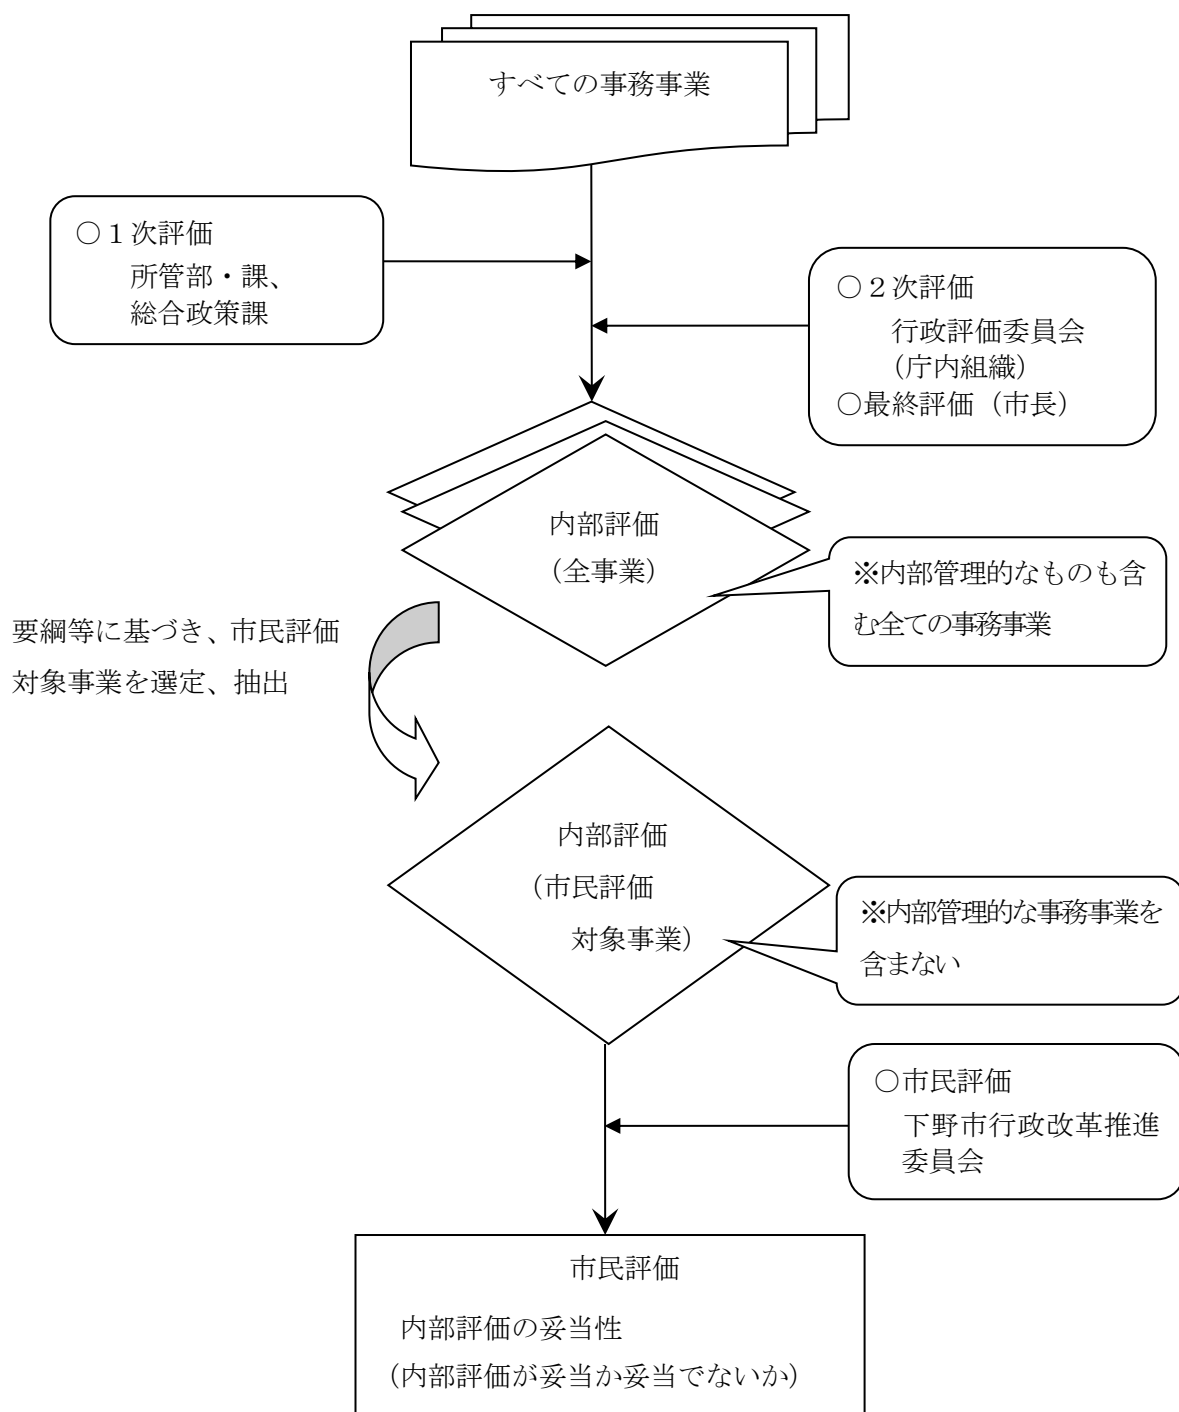 すべての事務事業
○１次評価
所管部・課、
総合政策課
○２次評価
行政評価委員会
（庁内組織）
○最終評価（市長）
内部評価
（全事業）
※内部管理的なものも含
む全ての事務事業
要綱等に基づき、市民評価
対象事業を選定、抽出
内部評価
（市民評価
対象事業）
※内部管理的な事務事業を
含まない
○市民評価
下野市行政改革推進
委員会
市民評価
内部評価の妥当性
（内部評価が妥当か妥当でないか）